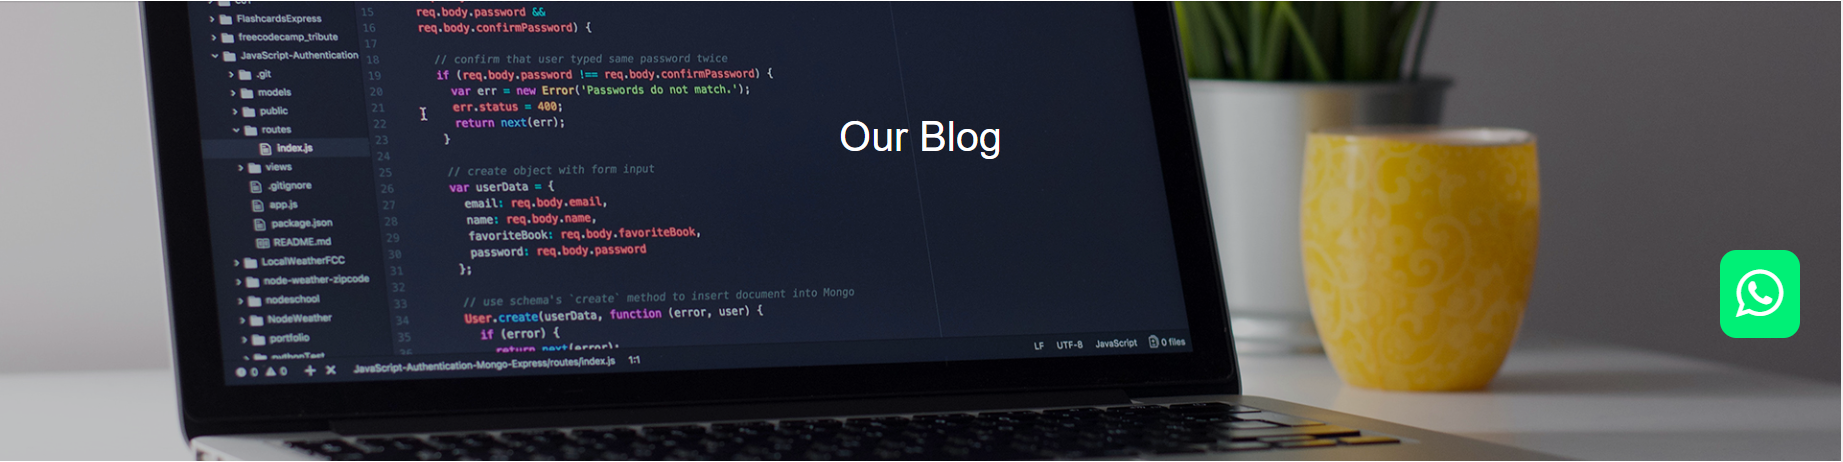 FlashcardsExpress
freecodecamp_tribute
JavaScript-Authentication
.git
models
public
routes
index.js
views
.gitignore
app.js
package.json
README.md
LocalWeatherFCC
node-weather-zipcode
nodeschool
NodeWeather
portfolio
pythonTest
15 req.body.password &&
16 req.body.confirmPassword) {
17
18 // confirm that user typed same password twice
19 if (req.body.password !== req.body.confirmPassword) {
20 var err = new Error('Passwords do not match.');
21 err.status = 400;
22 return next(err);
23 }
24
25 // create object with form input
26 var userData = {
27 email: req.body.email,
28 name: req.body.name,
29 favoriteBook: req.body.favoriteBook,
30 password: req.body.password
31 };
32
33 // use schema's `create` method to insert document into Mongo
34 User.create(userData, function (error, user) {
35 if (error) {
36 return next(error);
0 0 + × JavaScript-Authentication-Mongo-Express/routes/index.js 1:1
LF UTF-8 JavaScript 0 files
Our Blog